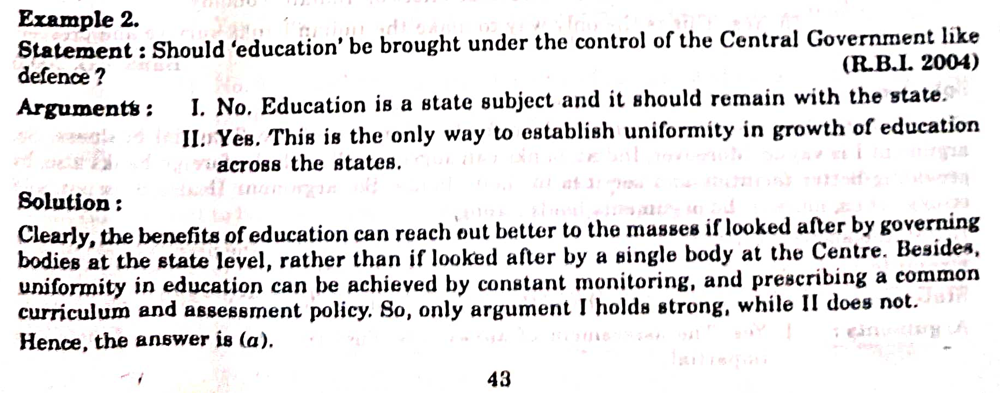 Example 2.
Statement : Should 'education' be brought under the control of the Central Government like
defence ? (R.B.I. 2004)
Arguments : I. No. Education is a state subject and it should remain with the state.
II. Yes. This is the only way to establish uniformity in growth of education
across the states.
Solution :
Clearly, the benefits of education can reach out better to the masses if looked after by governing
bodies at the state level, rather than if looked after by a single body at the Centre. Besides,
uniformity in education can be achieved by constant monitoring, and prescribing a common
curriculum and assessment policy. So, only argument I holds strong, while II does not.
Hence, the answer is (a).
43